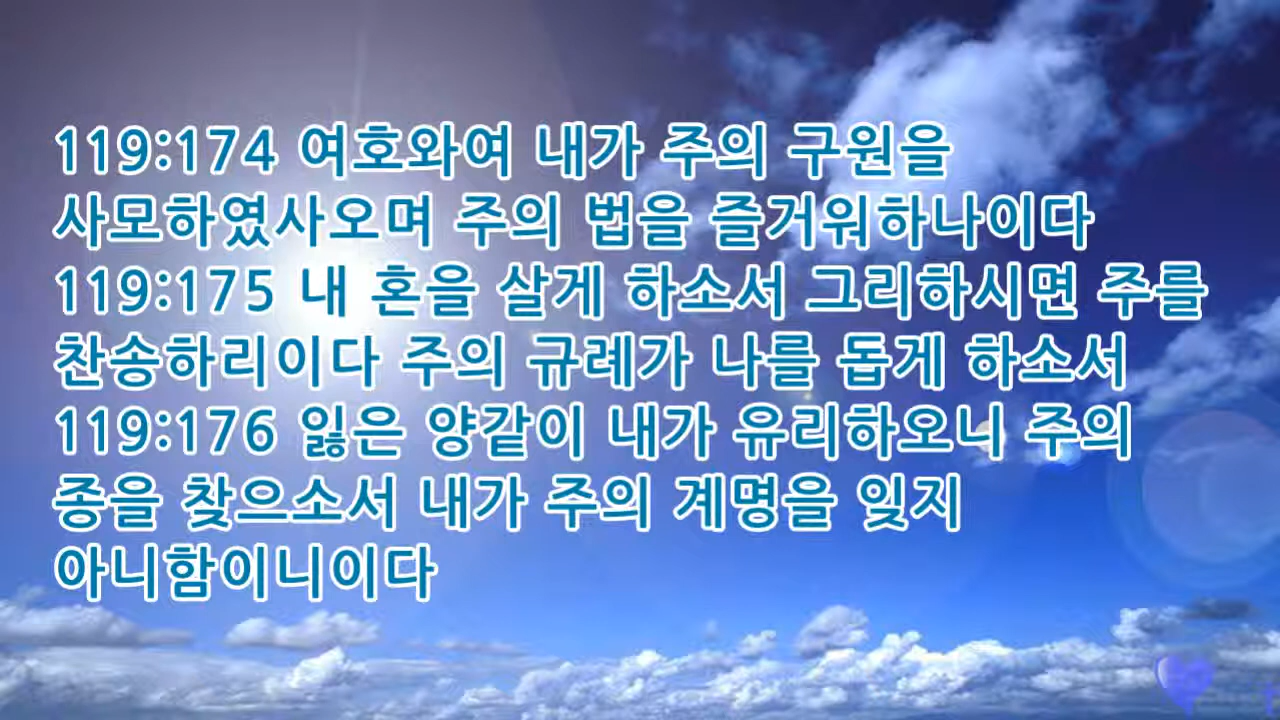 119:174 여호와여 내가 주의 구원을
사모하였사오며 주의 법을 즐거워하나이다
119:175 내 혼을 살게 하소서 그리하시면 주를
찬송하리이다 주의 규례가 나를 돕게 하소서
119:176 잃은 양같이 내가 유리하오니 주의
종을 찾으소서 내가 주의 계명을 잊지
아니함이니이다